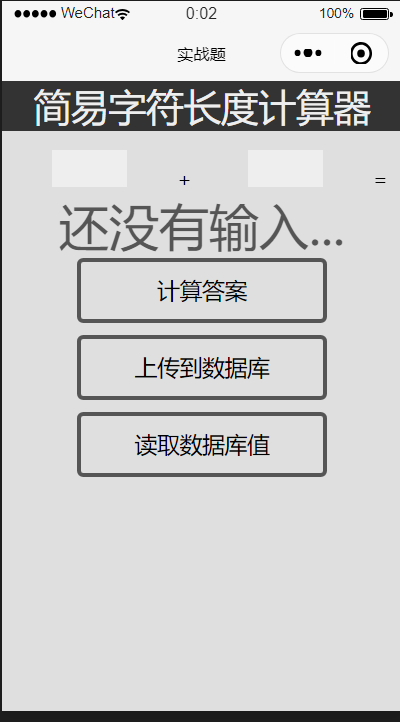 WeChat 0:02 100%
实战题
简易字符长度计算器
+ =
还没有输入...
计算答案
上传到数据库
读取数据库值